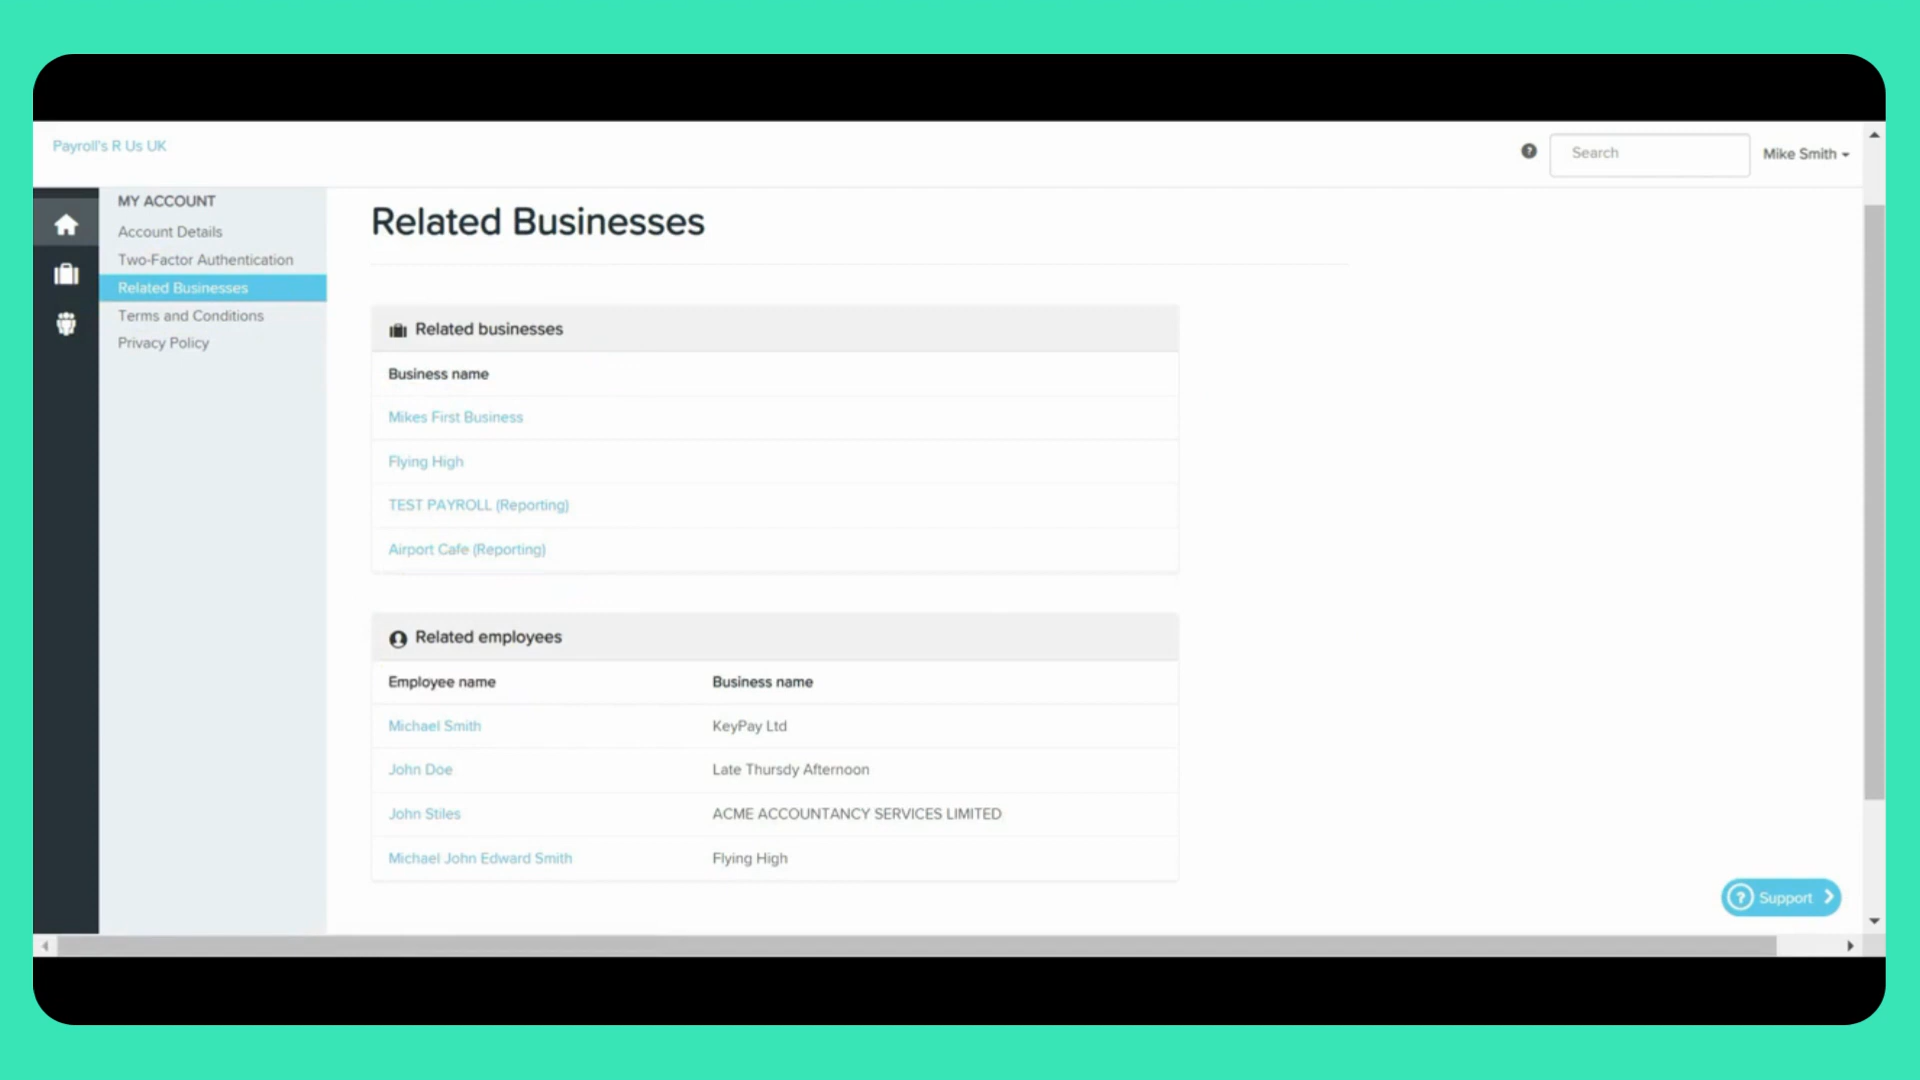 Payroll's R Us UK
Search
Mike Smith
MY ACCOUNT
Account Details
Two-Factor Authentication
Related Businesses
Terms and Conditions
Privacy Policy
Related Businesses
Related businesses
Business name
Mikes First Business
Flying High
TEST PAYROLL (Reporting)
Airport Cafe (Reporting)
Related employees
Employee name Business name
Michael Smith KeyPay Ltd
John Doe Late Thursdy Afternoon
John Stiles ACME ACCOUNTANCY SERVICES LIMITED
Michael John Edward Smith Flying High
Support